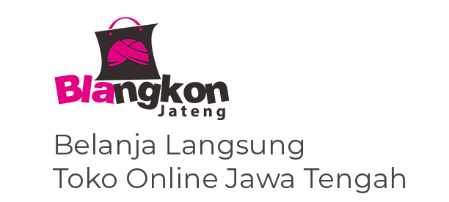 Blangkon
Jateng
Belanja Langsung
Toko Online Jawa Tengah